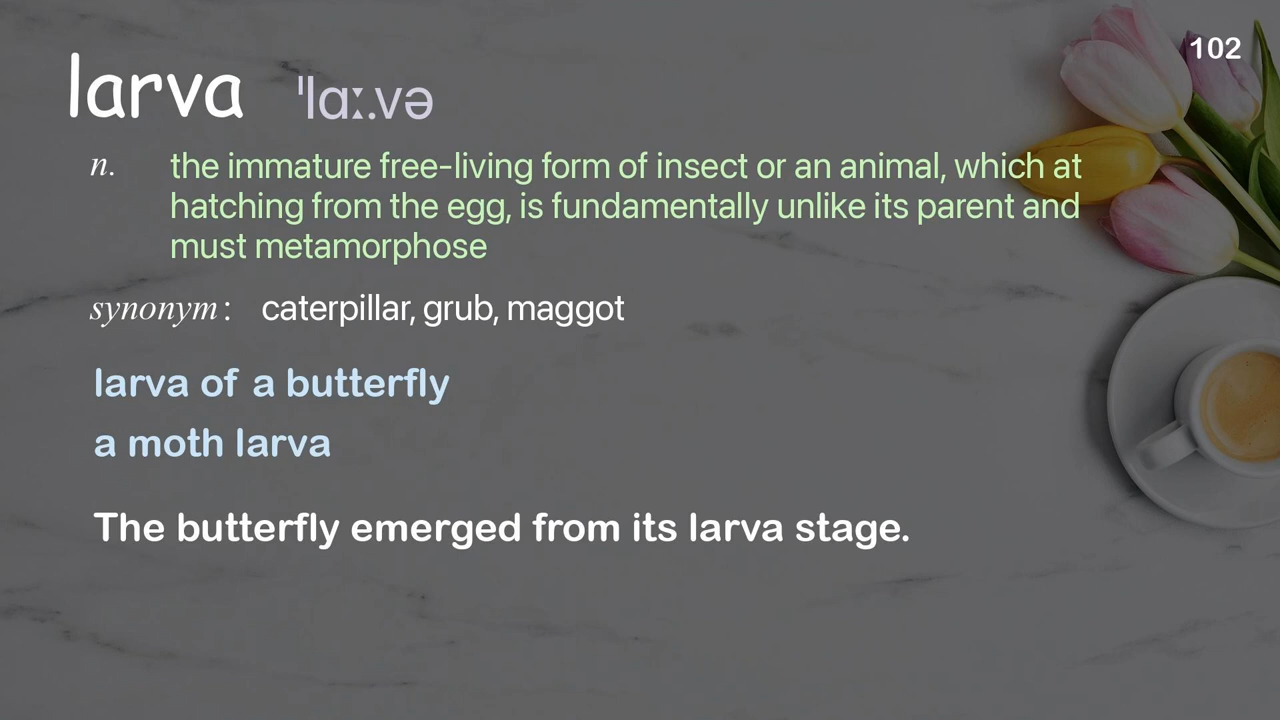 102
larva ˈlɑː.və
n. the immature free-living form of insect or an animal, which at
hatching from the egg, is fundamentally unlike its parent and
must metamorphose
synonym: caterpillar, grub, maggot
larva of a butterfly
a moth larva
The butterfly emerged from its larva stage.